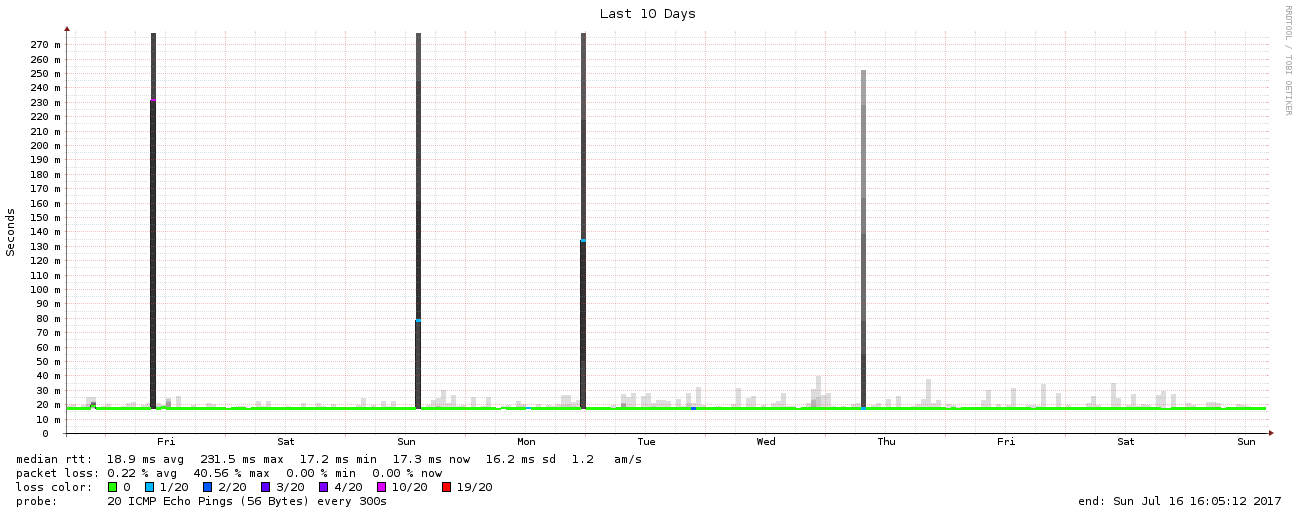 Last 10 Days
RRDTOOL / TOBI OETIKER
Seconds
270 m
260 m
250 m
240 m
230 m
220 m
210 m
200 m
190 m
180 m
170 m
160 m
150 m
140 m
130 m
120 m
110 m
100 m
90 m
80 m
70 m
60 m
50 m
40 m
30 m
20 m
10 m
0
Fri Sat Sun Mon Tue Wed Thu Fri Sat Sun
median rtt: 18.9 ms avg 231.5 ms max 17.2 ms min 17.3 ms now 16.2 ms sd 1.2 am/s
packet loss: 0.22 % avg 40.56 % max 0.00 % min 0.00 % now
loss color: 0 1/20 2/20 3/20 4/20 10/20 19/20
probe: 20 ICMP Echo Pings (56 Bytes) every 300s end: Sun Jul 16 16:05:12 2017